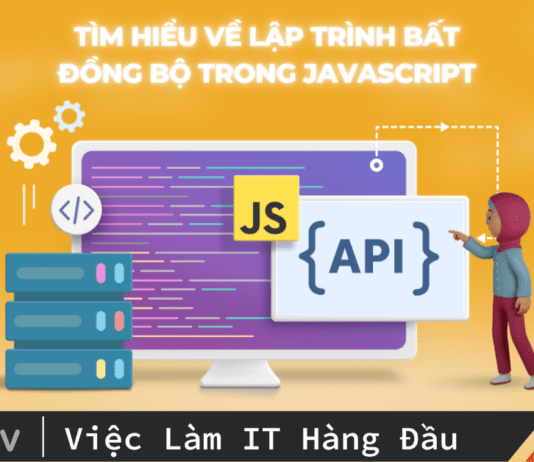 TÌM HIỂU VỀ LẬP TRÌNH BẤT
ĐỒNG BỘ TRONG JAVASCRIPT
</>
JS
{API}
v | Việc Làm IT Hàng Đầu